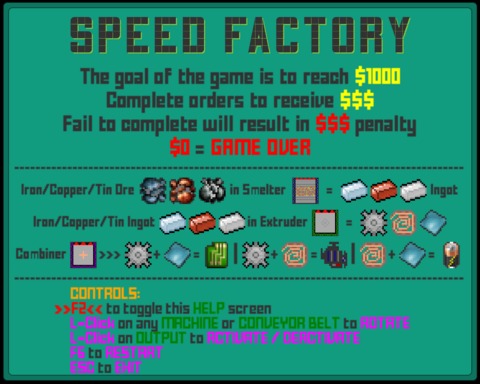 SPEED FACTORY
The goal of the game is to reach $1000
Complete orders to receive $$$
Fail to complete will result in $$$ penalty
$0 = GAME OVER
Iron/Copper/Tin Ore in Smelter = Ingot
Iron/Copper/Tin Ingot in Extruder =
Combiner >>> + = | + = | + =
CONTROLS:
>>F2<< to toggle this HELP screen
L-Click on any MACHINE or CONVEYOR BELT to ROTATE
L-Click on OUTPUT to ACTIVATE / DEACTIVATE
F6 to RESTART
ESC to EXIT